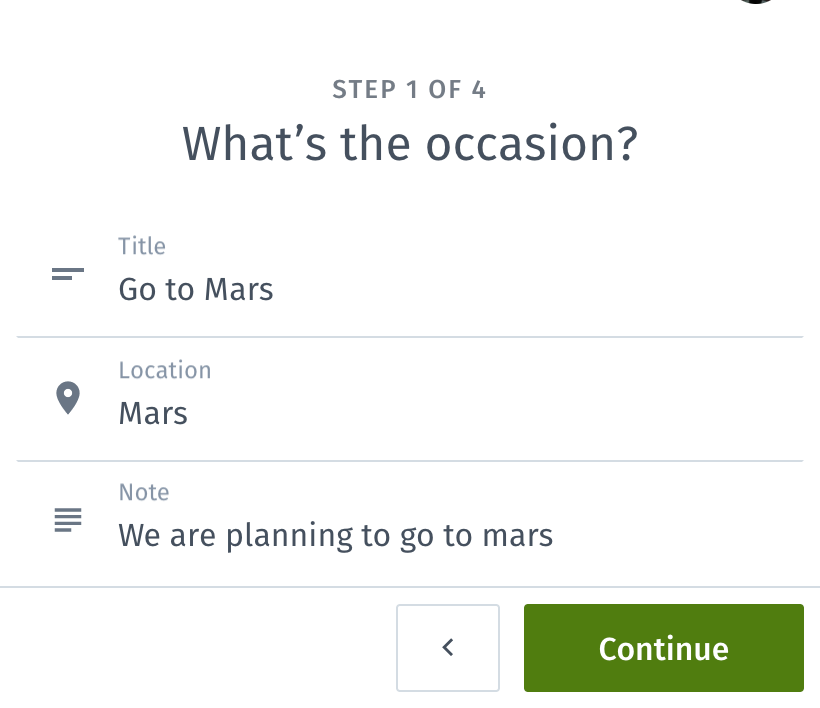 STEP 1 OF 4
What’s the occasion?
Title
Go to Mars
Location
Mars
Note
We are planning to go to mars
Continue